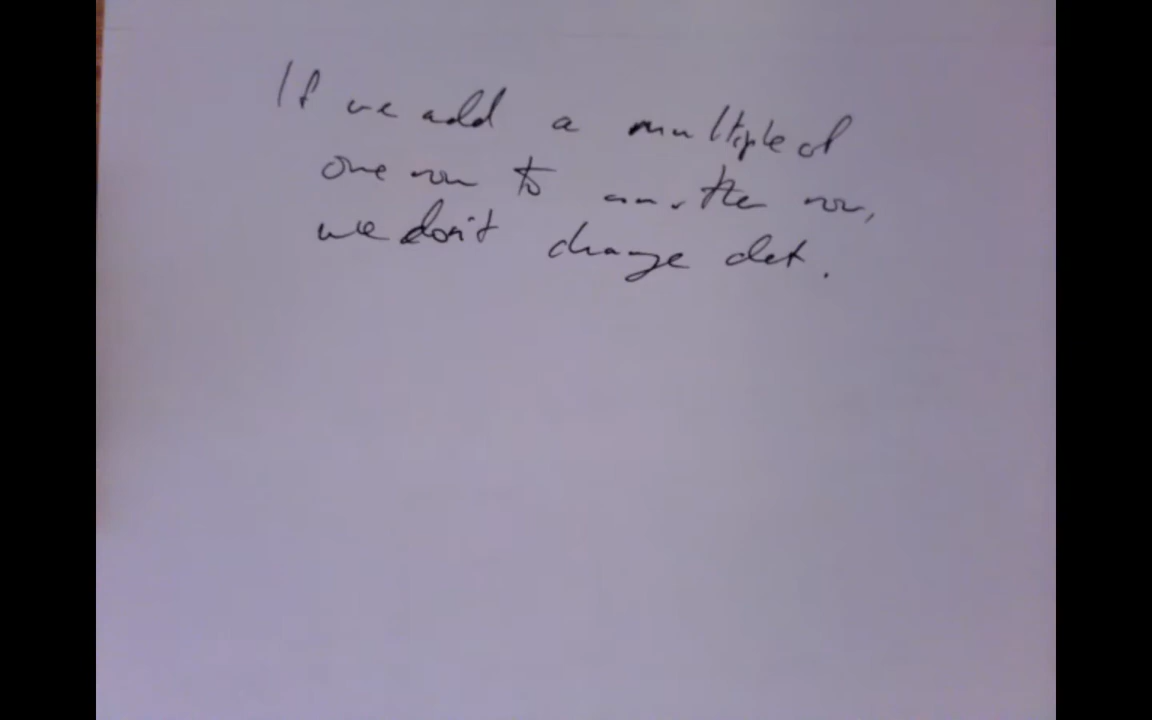 If we add a multiple of
one row to another row,
we don't change det.